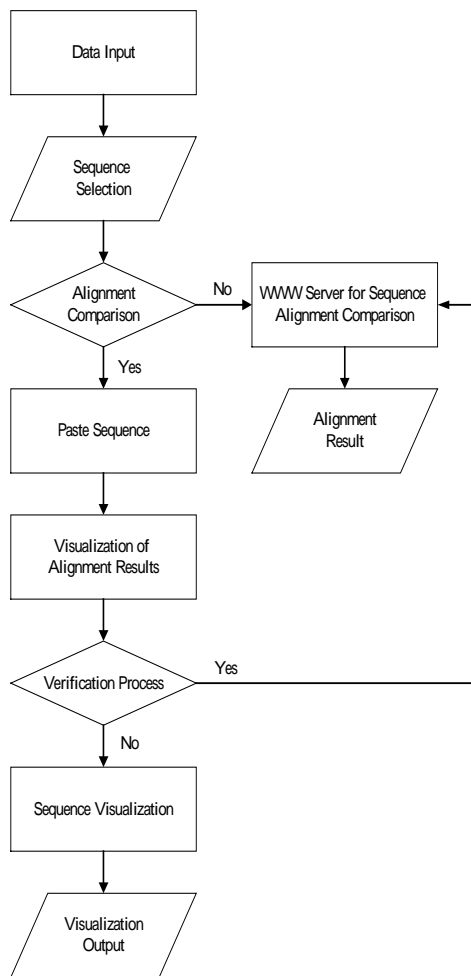 Data Input
Sequence
Selection
Alignment
Comparison
No
WWW Server for Sequence
Alignment Comparison
Yes
Paste Sequence
Alignment
Result
Visualization of
Alignment Results
Verification Process
Yes
No
Sequence Visualization
Visualization
Output